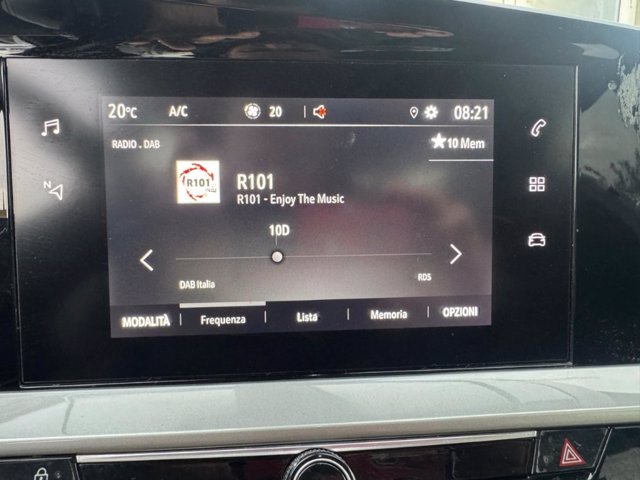 20°C A/C 20 08:21
RADIO . DAB
10 Mem
R101
R101
R101 - Enjoy The Music
10D
DAB Italia RDS
MODALITÀ Frequenza Lista Memoria OPZIONI
N